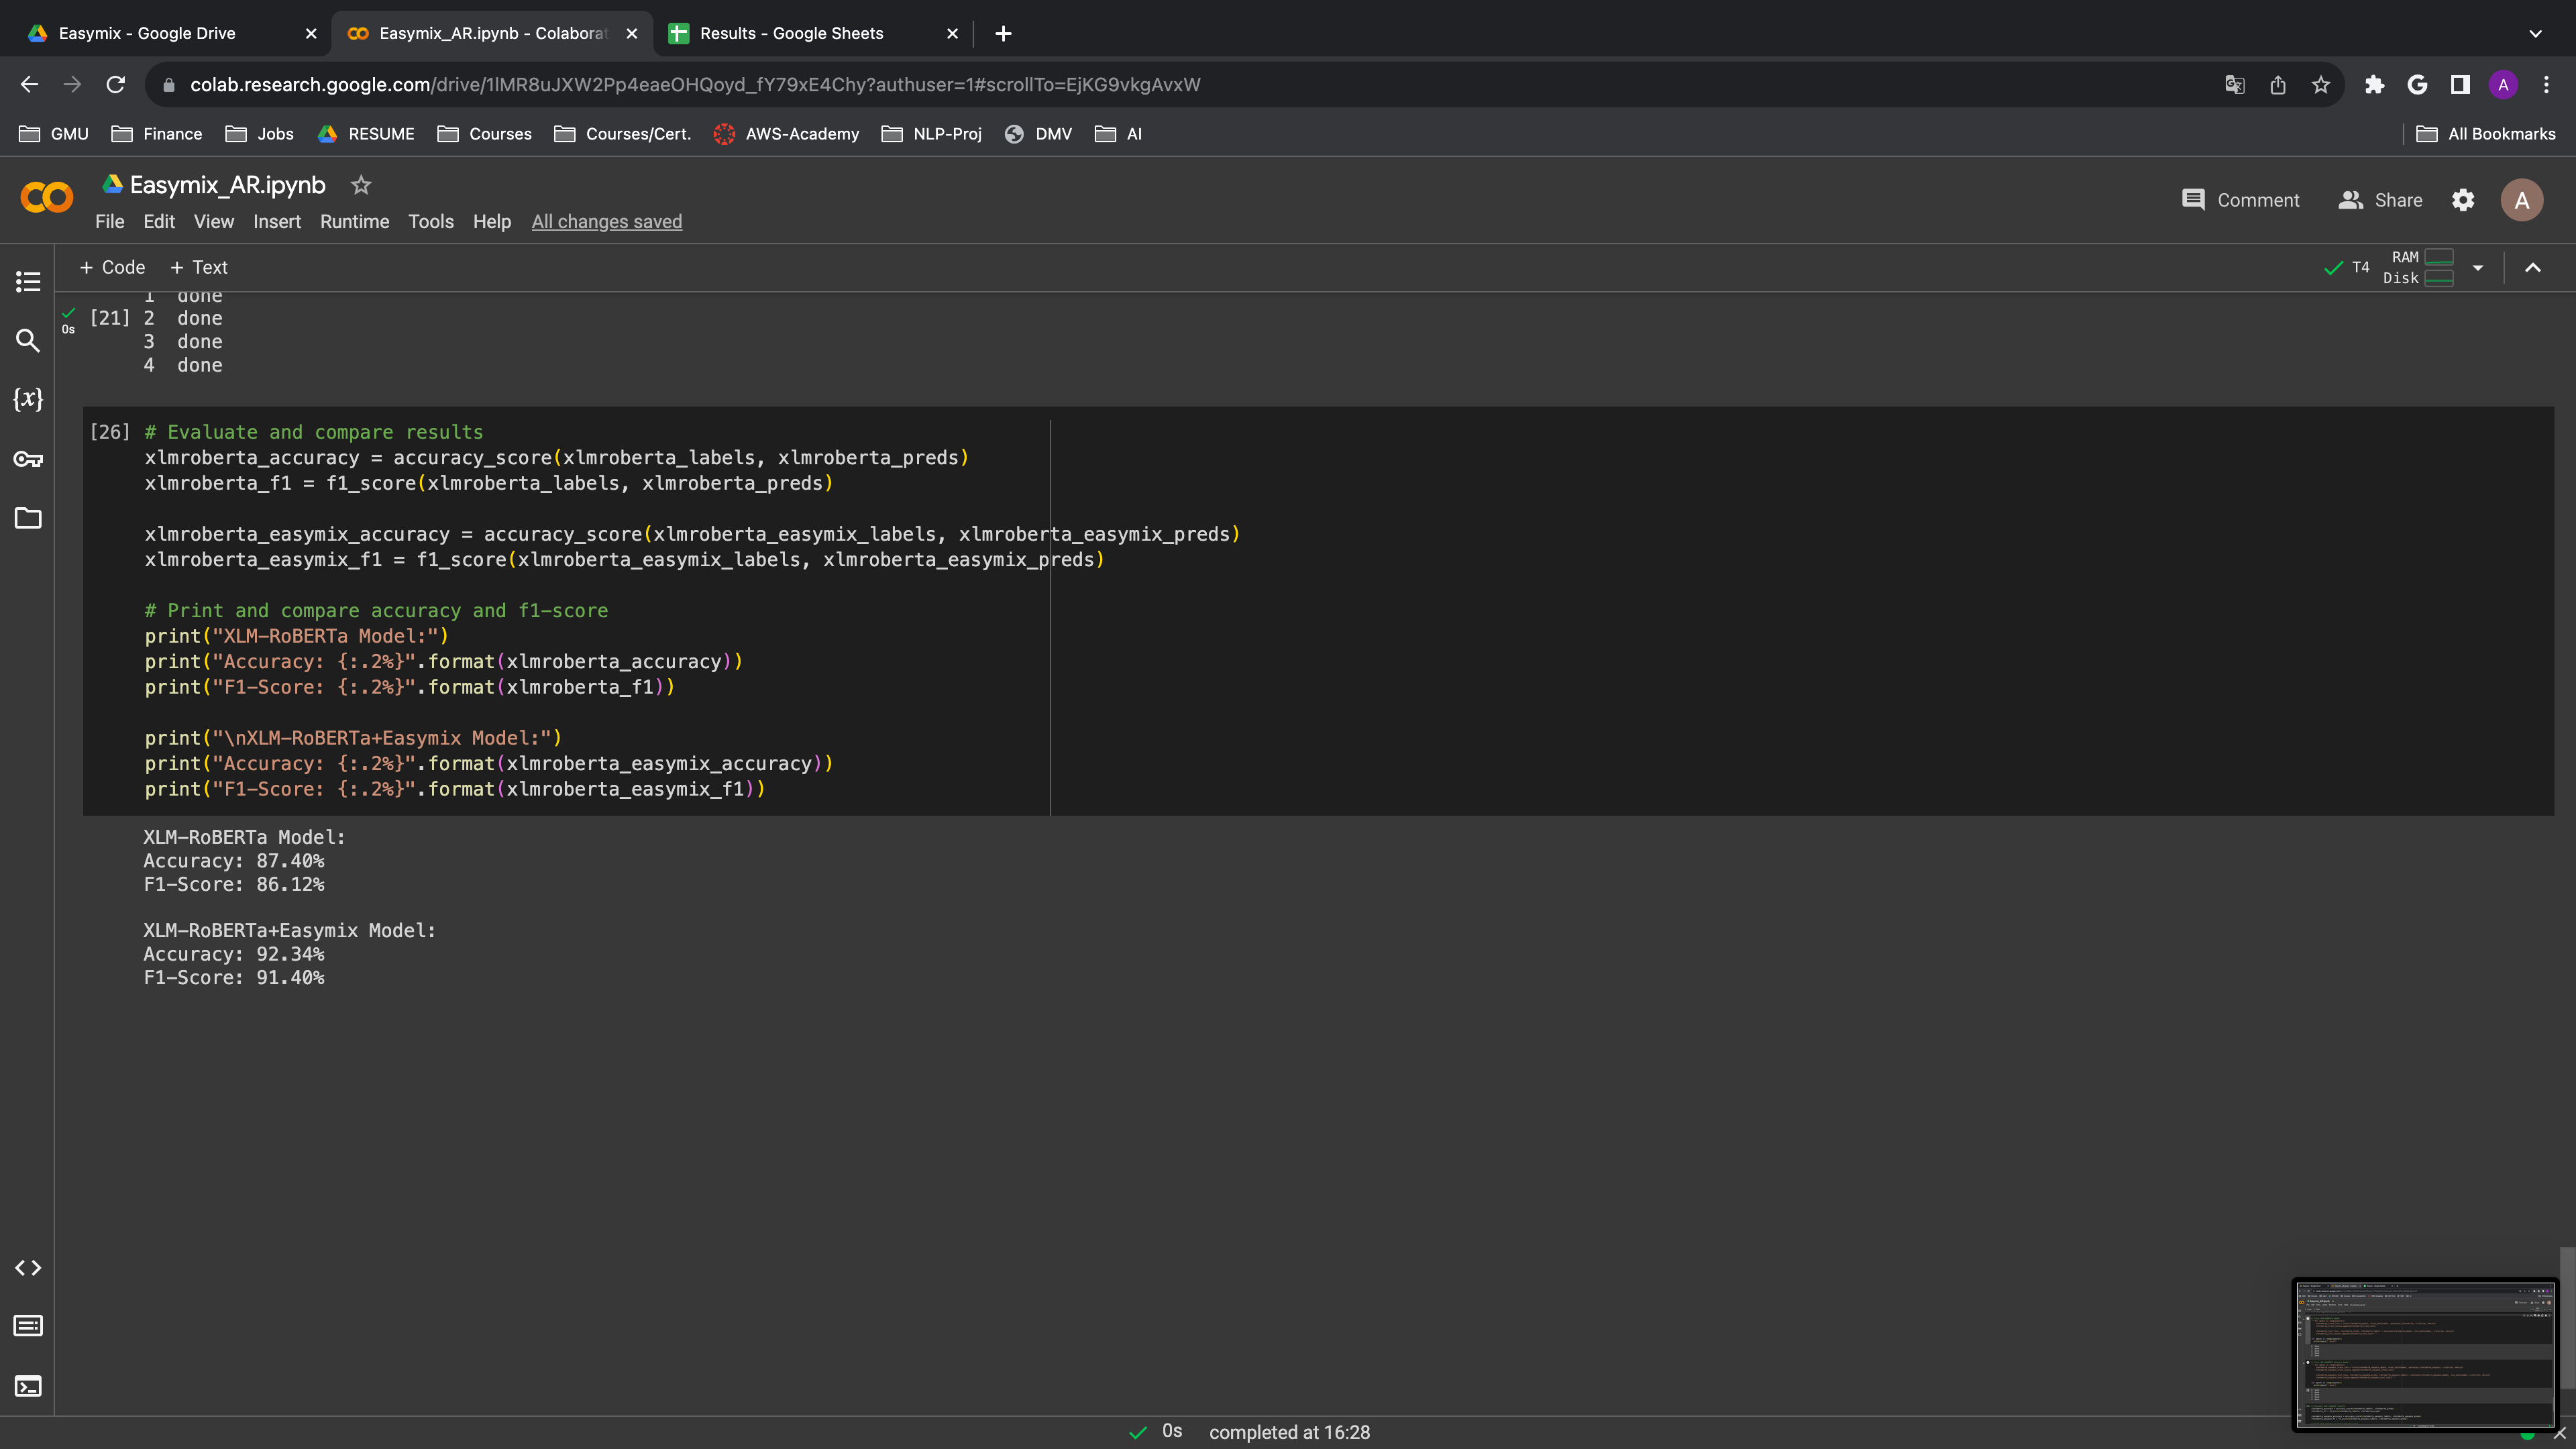 Easymix - Google Drive
Easymix_AR.ipynb - Colaborat
Results - Google Sheets
colab.research.google.com/drive/1lMR8uJXW2Pp4eaeOHQoyd_fY79xE4Chy?authuser=1#scrollTo=EjKG9vkgAvxW
A
GMU Finance Jobs RESUME Courses Courses/Cert. AWS-Academy NLP-Proj DMV AI All Bookmarks
Easymix_AR.ipynb
Comment Share A
File Edit View Insert Runtime Tools Help All changes saved
+ Code + Text
T4 RAM
Disk
1 done
[21] 2 done
0s
3 done
4 done
{x}
[26] # Evaluate and compare results
xlmroberta_accuracy = accuracy_score(xlmroberta_labels, xlmroberta_preds)
xlmroberta_f1 = f1_score(xlmroberta_labels, xlmroberta_preds)
xlmroberta_easymix_accuracy = accuracy_score(xlmroberta_easymix_labels, xlmroberta_easymix_preds)
xlmroberta_easymix_f1 = f1_score(xlmroberta_easymix_labels, xlmroberta_easymix_preds)
# Print and compare accuracy and f1-score
print("XLM-RoBERTa Model:")
print("Accuracy: {:.2%}".format(xlmroberta_accuracy))
print("F1-Score: {:.2%}".format(xlmroberta_f1))
print("\nXLM-RoBERTa+Easymix Model:")
print("Accuracy: {:.2%}".format(xlmroberta_easymix_accuracy))
print("F1-Score: {:.2%}".format(xlmroberta_easymix_f1))
XLM-RoBERTa Model:
Accuracy: 87.40%
F1-Score: 86.12%
XLM-RoBERTa+Easymix Model:
Accuracy: 92.34%
F1-Score: 91.40%
0s completed at 16:28